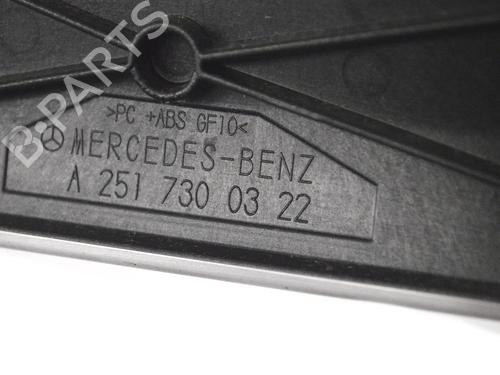 B-PARTS
>PC +ABS GF10<
MERCEDES-BENZ
A 251 730 03 22